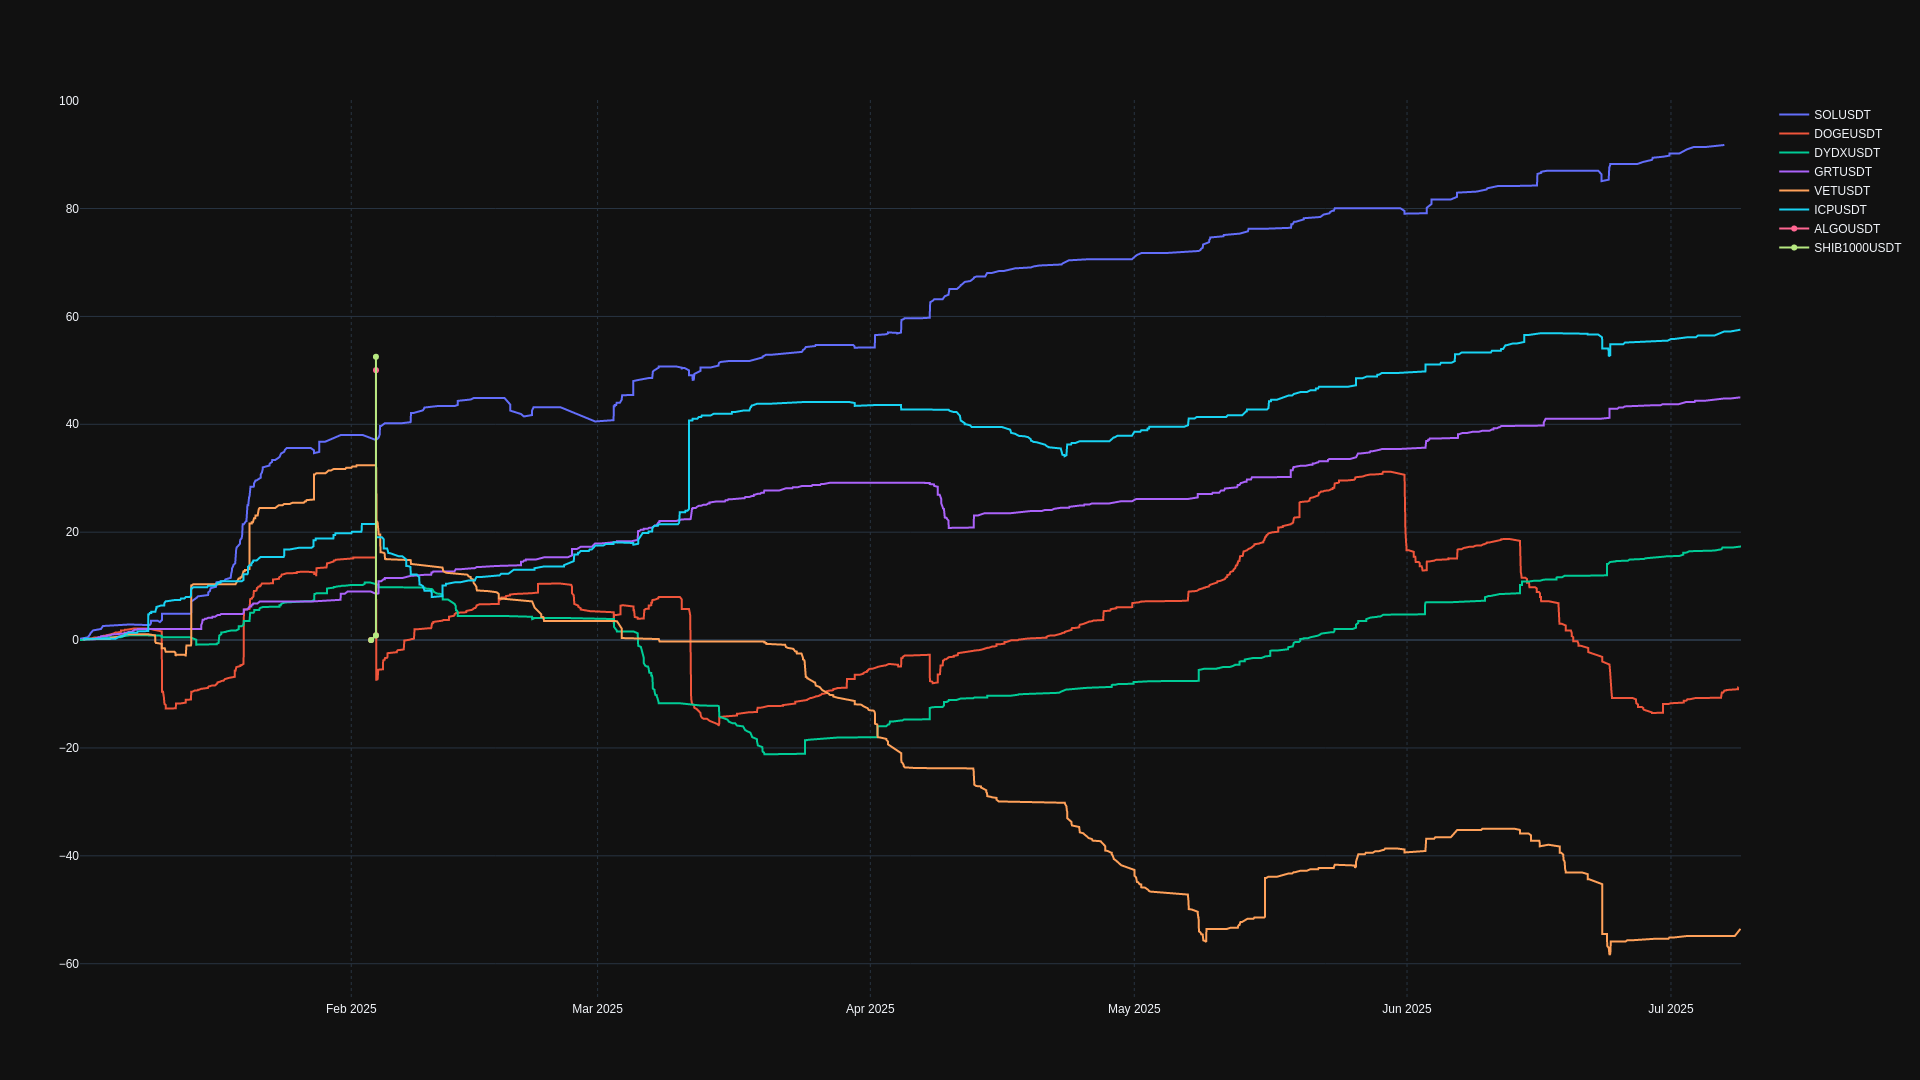 100
80
60
40
20
0
−20
−40
−60
Feb 2025
Mar 2025
Apr 2025
May 2025
Jun 2025
Jul 2025
SOLUSDT
DOGEUSDT
DYDXUSDT
GRTUSDT
VETUSDT
ICPUSDT
ALGOUSDT
SHIB1000USDT